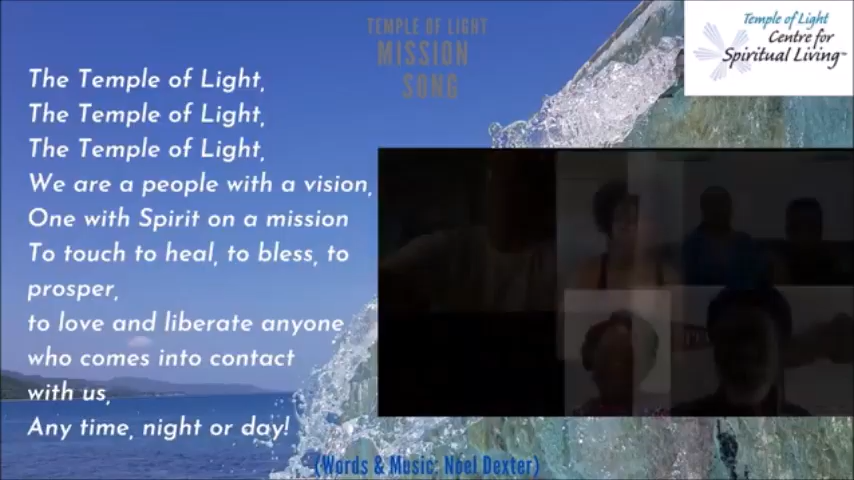 TEMPLE OF LIGHT
MISSION
SONG
Temple of Light
Centre for
Spiritual Living™
The Temple of Light,
The Temple of Light,
The Temple of Light,
We are a people with a vision,
One with Spirit on a mission
To touch to heal, to bless, to
prosper,
to love and liberate anyone
who comes into contact
with us,
Any time, night or day!
(Words & Music: Noel Dexter)